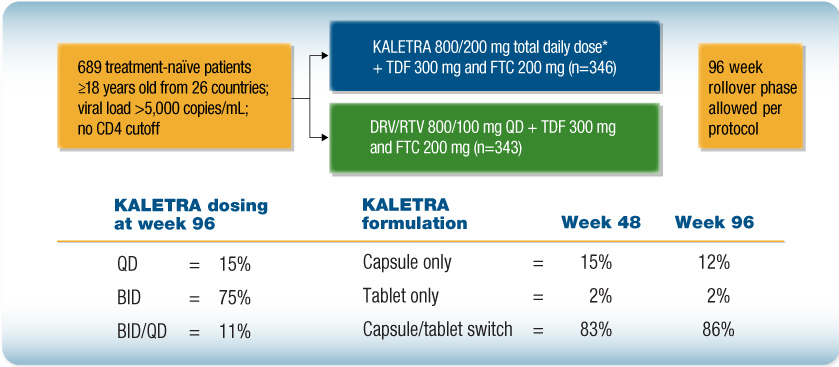 689 treatment-naïve patients
≥18 years old from 26 countries;
viral load >5,000 copies/mL;
no CD4 cutoff
KALETRA 800/200 mg total daily dose*
+ TDF 300 mg and FTC 200 mg (n=346)
DRV/RTV 800/100 mg QD + TDF 300 mg
and FTC 200 mg (n=343)
96 week
rollover phase
allowed per
protocol
KALETRA dosing
at week 96
QD = 15%
BID = 75%
BID/QD = 11%
KALETRA
formulation Week 48 Week 96
Capsule only = 15% 12%
Tablet only = 2% 2%
Capsule/tablet switch = 83% 86%